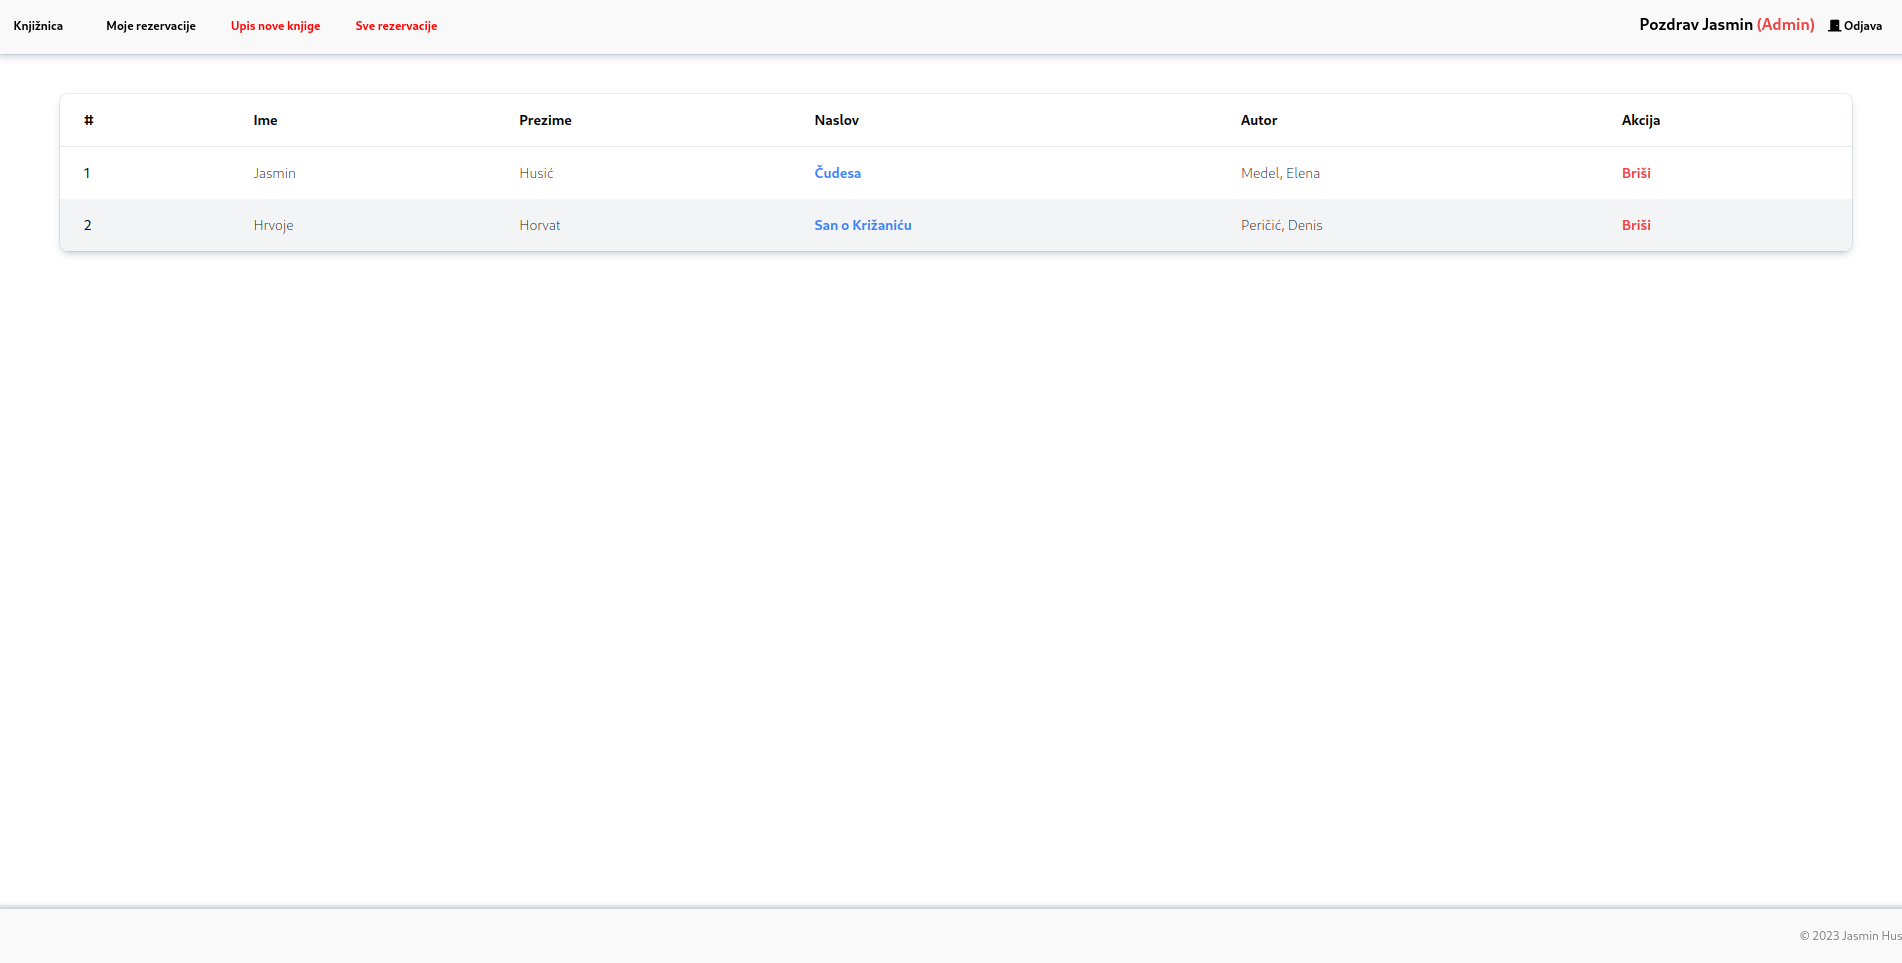 Knjižnica Moje rezervacije Upis nove knjige Sve rezervacije Pozdrav Jasmin (Admin) Odjava
# Ime Prezime Naslov Autor Akcija
1 Jasmin Husić Čudesa Medel, Elena Briši
2 Hrvoje Horvat San o Križaniću Peričić, Denis Briši
© 2023 Jasmin Hus